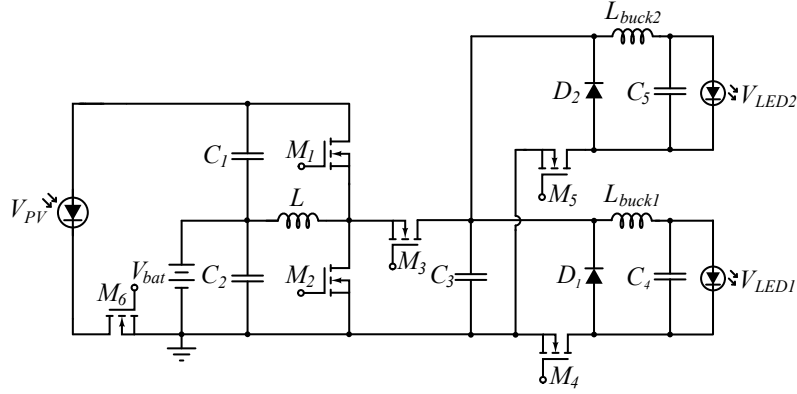 L_buck2
D_2
C_5
V_LED2
M_5
C_1
M_1
V_PV
L
L_buck1
M_6
V_bat
C_2
M_2
M_3
C_3
D_1
C_4
V_LED1
M_4